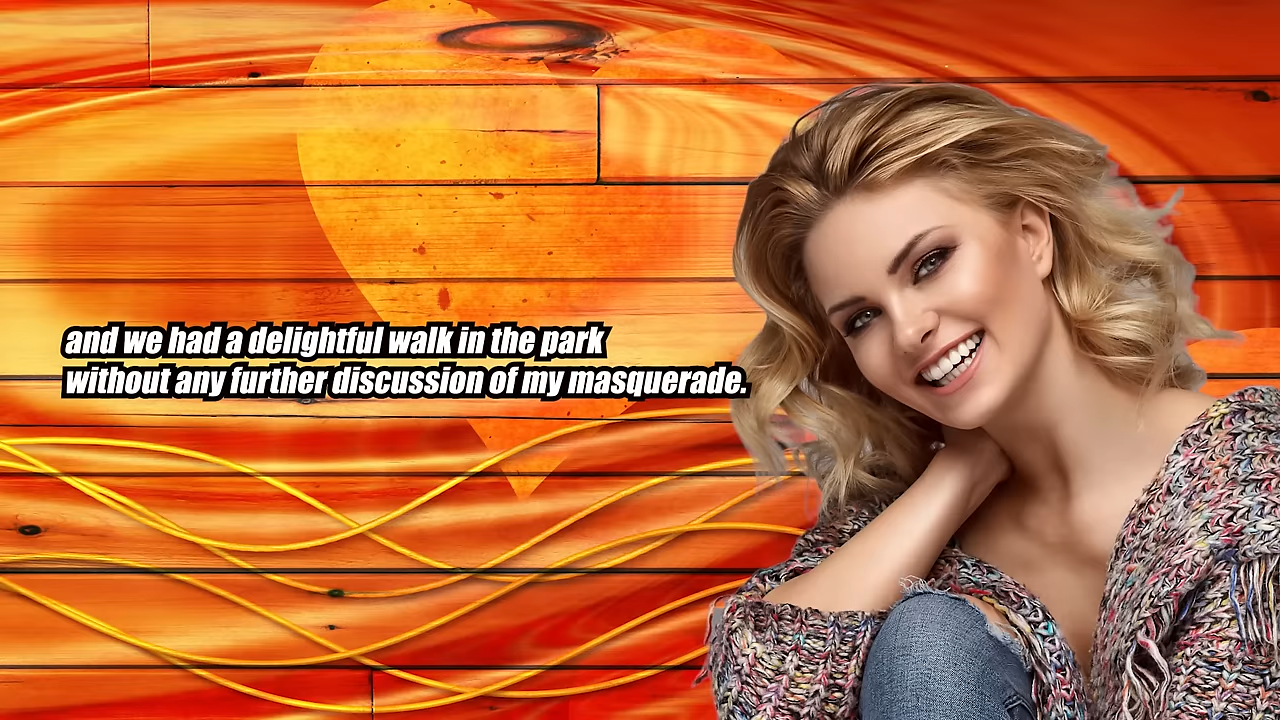 and we had a delightful walk in the park
without any further discussion of my masquerade.